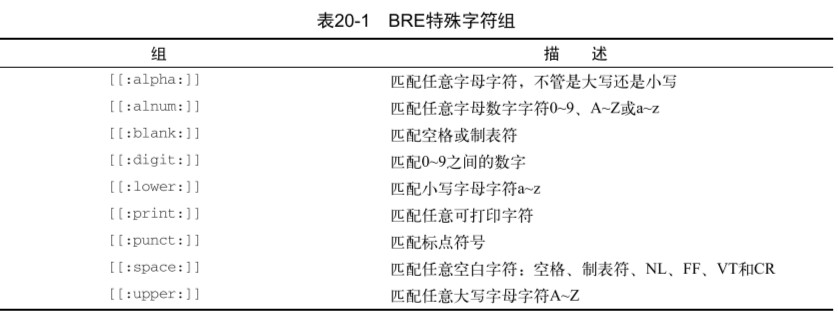 表20-1 BRE特殊字符组
组 描 述
[[:alpha:]] 匹配任意字母字符，不管是大写还是小写
[[:alnum:]] 匹配任意字母数字字符0~9、A~Z或a~z
[[:blank:]] 匹配空格或制表符
[[:digit:]] 匹配0~9之间的数字
[[:lower:]] 匹配小写字母字符a~z
[[:print:]] 匹配任意可打印字符
[[:punct:]] 匹配标点符号
[[:space:]] 匹配任意空白字符：空格、制表符、NL、FF、VT和CR
[[:upper:]] 匹配任意大写字母字符A~Z